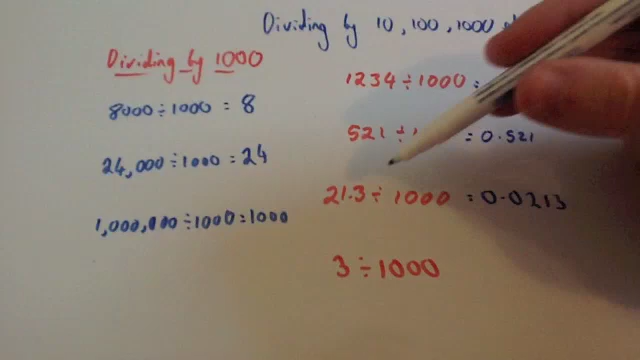 Dividing by 10, 100, 1000
Dividing by 1000
8000 ÷ 1000 = 8
24,000 ÷ 1000 = 24
1,000,000 ÷ 1000 = 1000
1234 ÷ 1000 =
521 ÷ = 0.521
21.3 ÷ 1000 = 0.0213
3 ÷ 1000